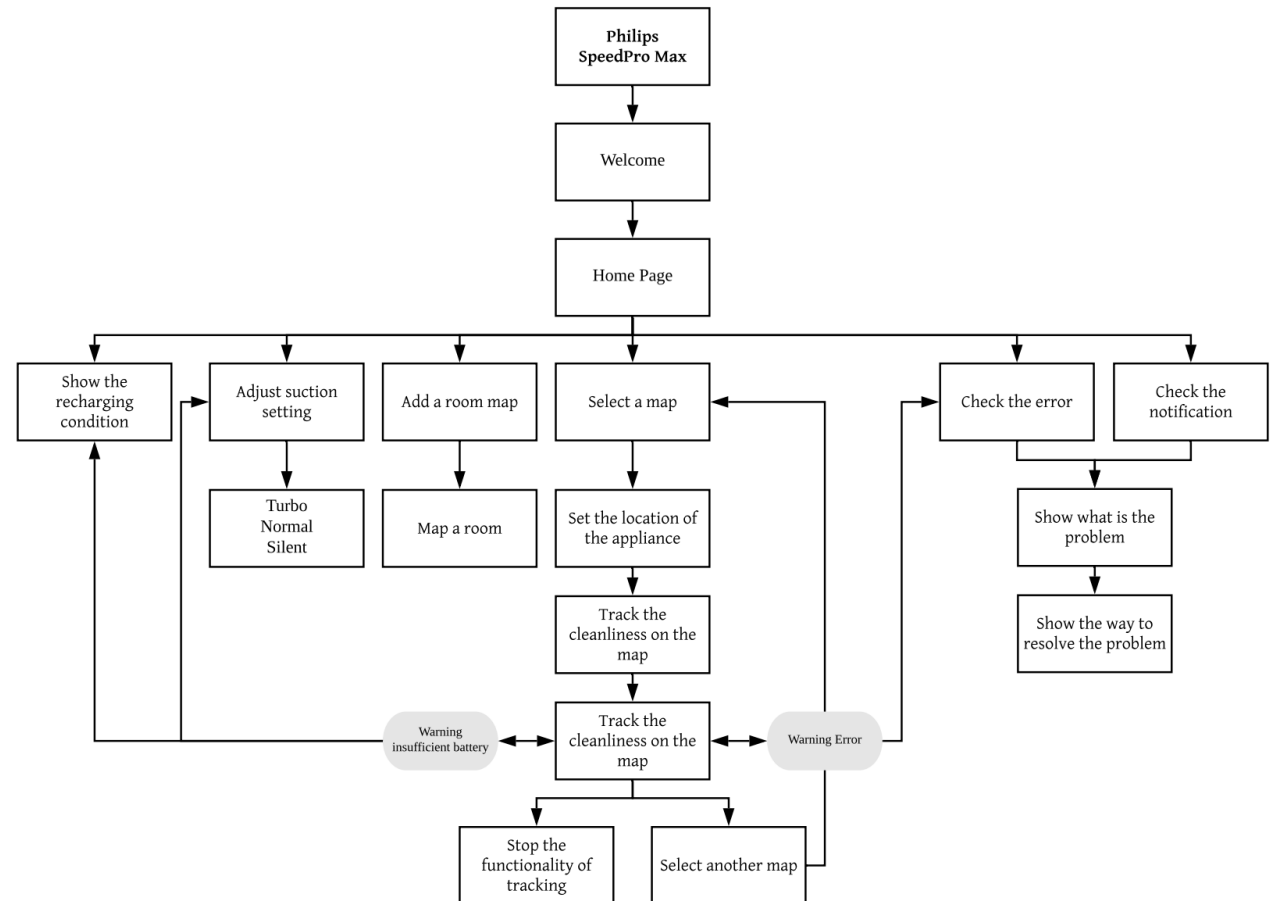 Philips
SpeedPro Max
Welcome
Home Page
Show the
recharging
condition
Adjust suction
setting
Add a room map
Select a map
Check the error
Check the
notification
Turbo
Normal
Silent
Map a room
Set the location of
the appliance
Show what is the
problem
Track the
cleanliness on the
map
Show the way to
resolve the problem
Warning
insufficient battery
Track the
cleanliness on the
map
Warning Error
Stop the
functionality of
tracking
Select another map